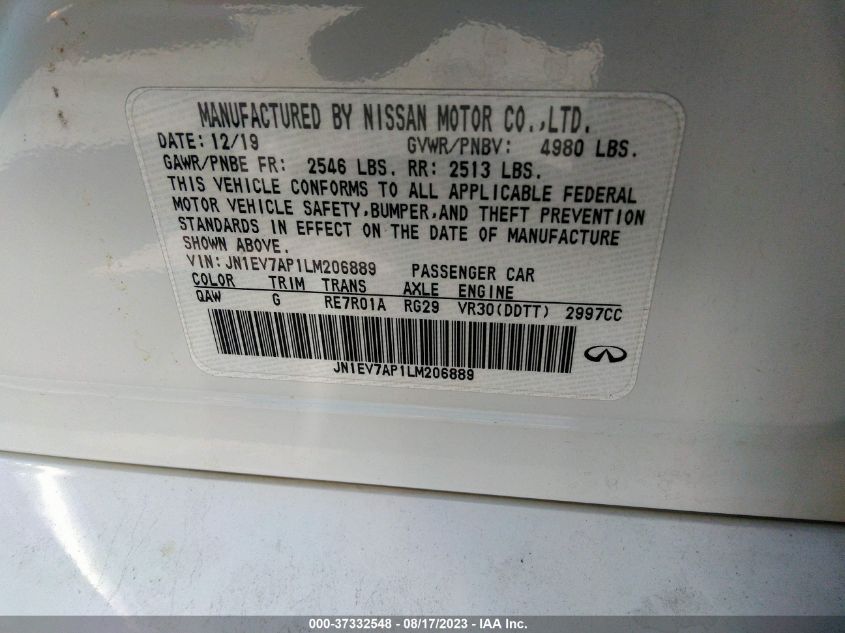 MANUFACTURED BY NISSAN MOTOR CO.,LTD.
DATE: 12/19 GVWR/PNBV: 4980 LBS.
GAWR/PNBE FR: 2546 LBS. RR: 2513 LBS.
THIS VEHICLE CONFORMS TO ALL APPLICABLE FEDERAL
MOTOR VEHICLE SAFETY,BUMPER,AND THEFT PREVENTION
STANDARDS IN EFFECT ON THE DATE OF MANUFACTURE
SHOWN ABOVE.
VIN: JN1EV7AP1LM206889 PASSENGER CAR
COLOR TRIM TRANS AXLE ENGINE
QAW G RE7R01A RG29 VR30(DDTT) 2997CC
JN1EV7AP1LM206889
000-37332548 - 08/17/2023 - IAA Inc.